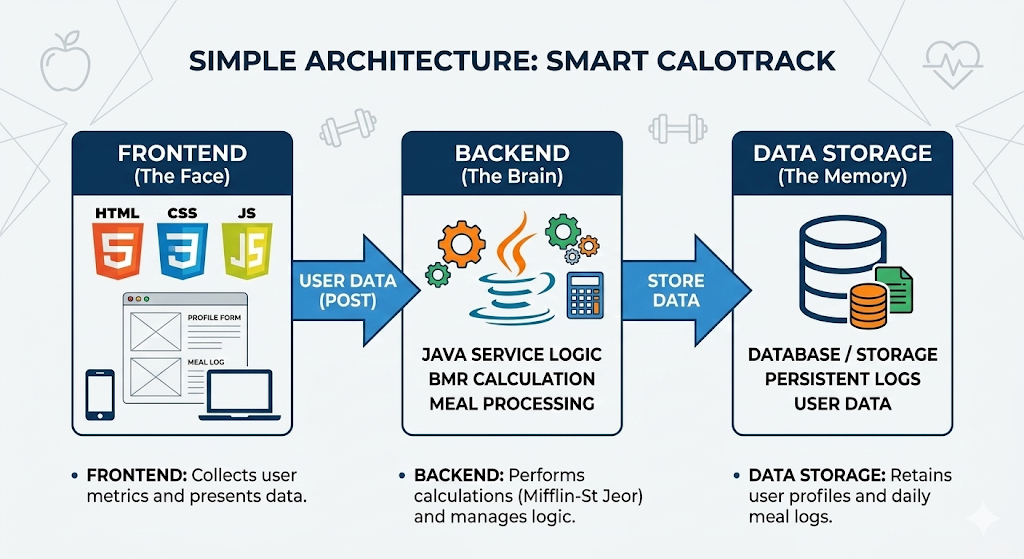 SIMPLE ARCHITECTURE: SMART CALOTRACK
FRONTEND
(The Face)
HTML CSS JS
5 3 JS
PROFILE FORM
MEAL LOG
USER DATA
(POST)
BACKEND
(The Brain)
JAVA SERVICE LOGIC
BMR CALCULATION
MEAL PROCESSING
STORE
DATA
DATA STORAGE
(The Memory)
DATABASE / STORAGE
PERSISTENT LOGS
USER DATA
• FRONTEND: Collects user
metrics and presents data.
• BACKEND: Performs
calculations (Mifflin-St Jeor)
and manages logic.
• DATA STORAGE: Retains
user profiles and daily
meal logs.